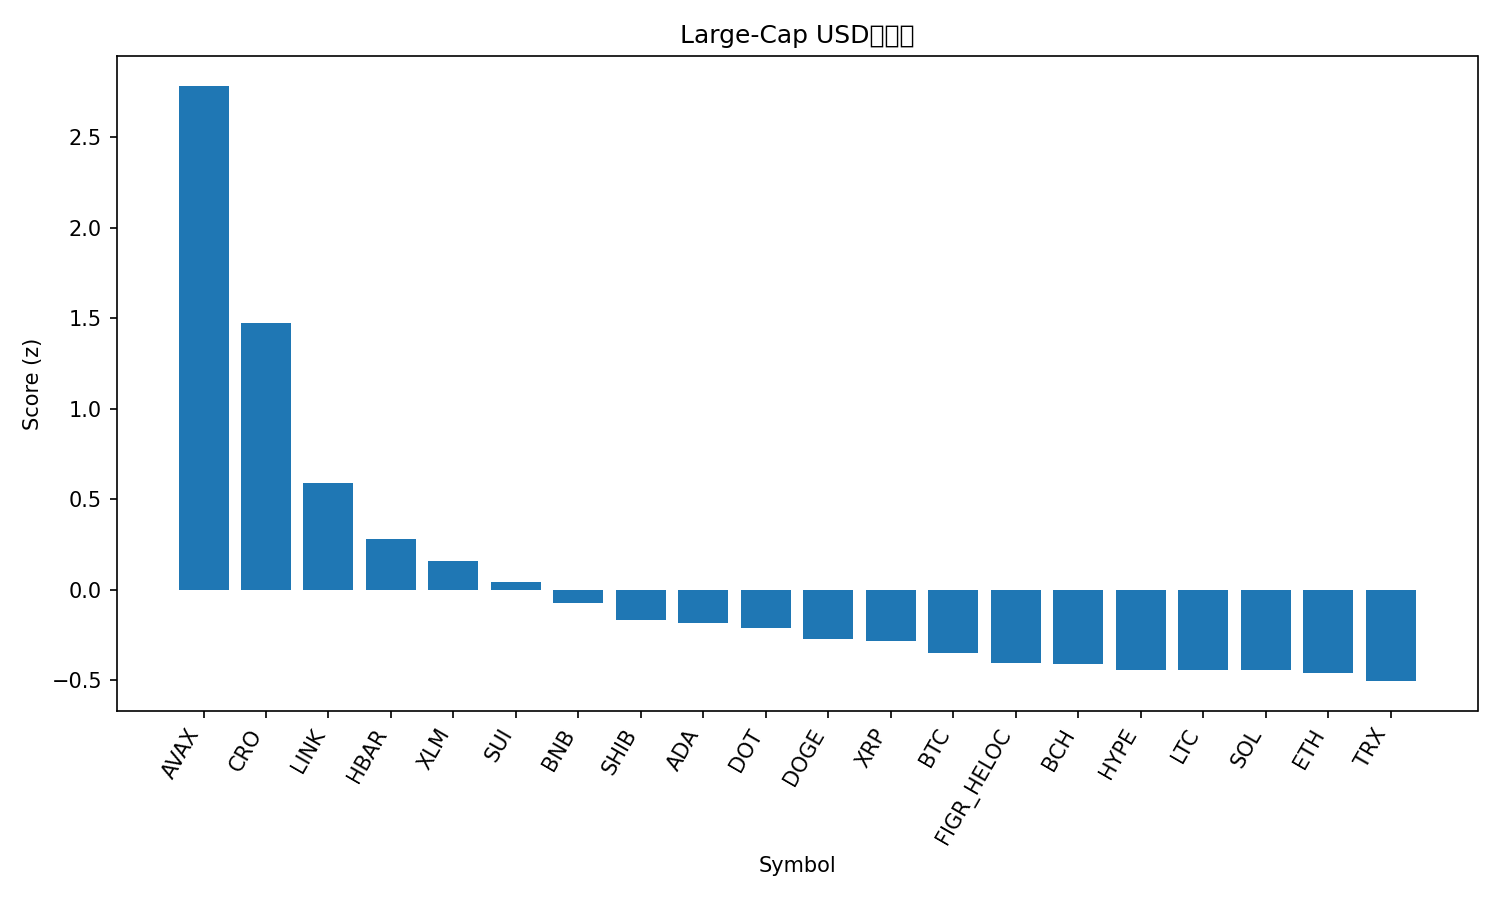 Large-Cap USD
Score (z)
2.5
2.0
1.5
1.0
0.5
0.0
−0.5
AVAX
CRO
LINK
HBAR
XLM
SUI
BNB
SHIB
ADA
DOT
DOGE
XRP
BTC
FIGR_HELOC
BCH
HYPE
LTC
SOL
ETH
TRX
Symbol